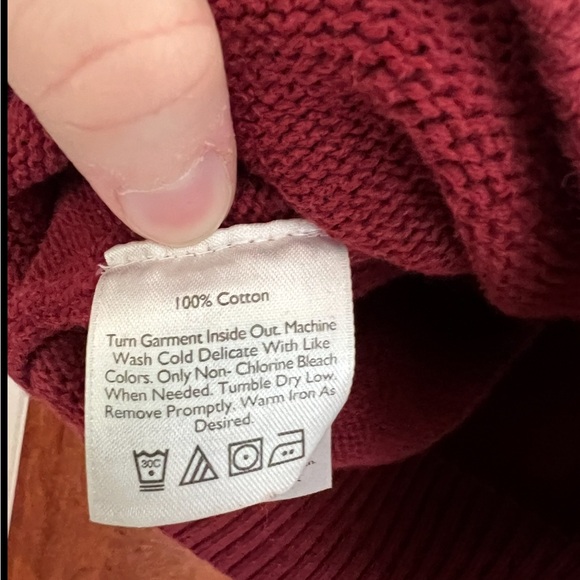 100% Cotton
Turn Garment Inside Out. Machine
Wash Cold Delicate With Like
Colors. Only Non- Chlorine Bleach
When Needed. Tumble Dry Low,
Remove Promptly. Warm Iron As
Desired.
30C